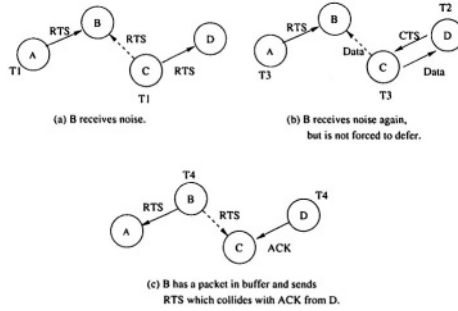 B
RTS
D
A
T1
C
RTS
T1
(a) B receives noise.
T2
B
CTS
D
RTS
A
Data
C
Data
T3
T3
(b) B receives noise again,
but is not forced to defer.
T4
B
T4
RTS
D
A
RTS
C
ACK
(c) B has a packet in buffer and sends
RTS which collides with ACK from D.